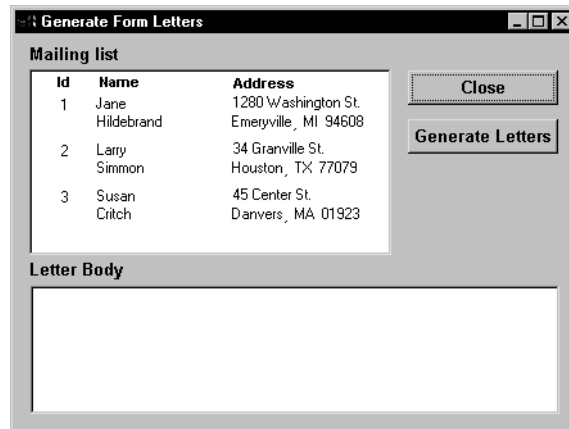 Generate Form Letters
Mailing list
Id Name Address
1 Jane 1280 Washington St.
Hildebrand Emeryville, MI 94608
2 Larry 34 Granville St.
Simmon Houston, TX 77079
3 Susan 45 Center St.
Critch Danvers, MA 01923
Close
Generate Letters
Letter Body